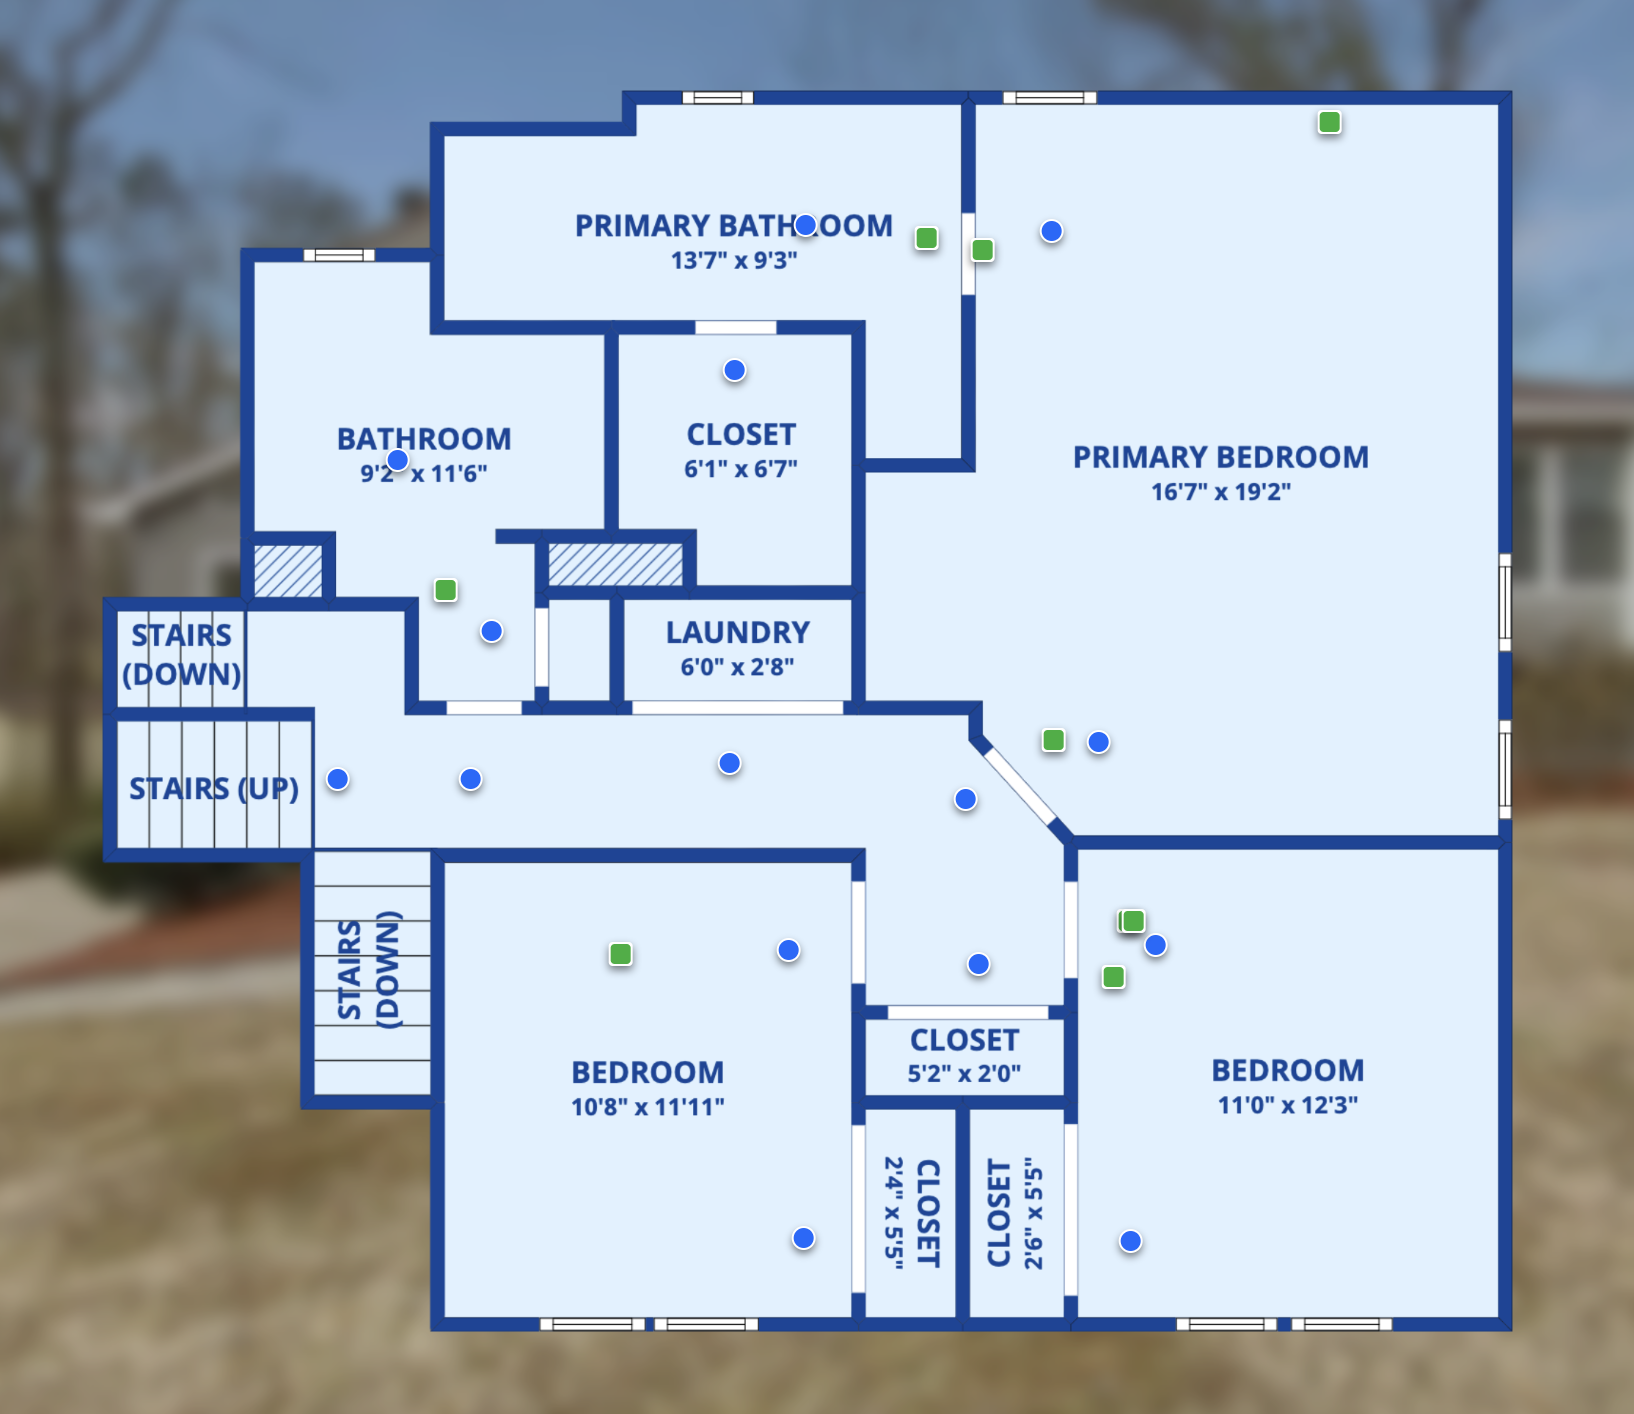 PRIMARY BATHROOM
13'7" x 9'3"
BATHROOM
9'2" x 11'6"
CLOSET
6'1" x 6'7"
PRIMARY BEDROOM
16'7" x 19'2"
STAIRS
(DOWN)
LAUNDRY
6'0" x 2'8"
STAIRS (UP)
STAIRS
(DOWN)
BEDROOM
10'8" x 11'11"
CLOSET
5'2" x 2'0"
CLOSET
2'4" x 5'5"
CLOSET
2'6" x 5'5"
BEDROOM
11'0" x 12'3"